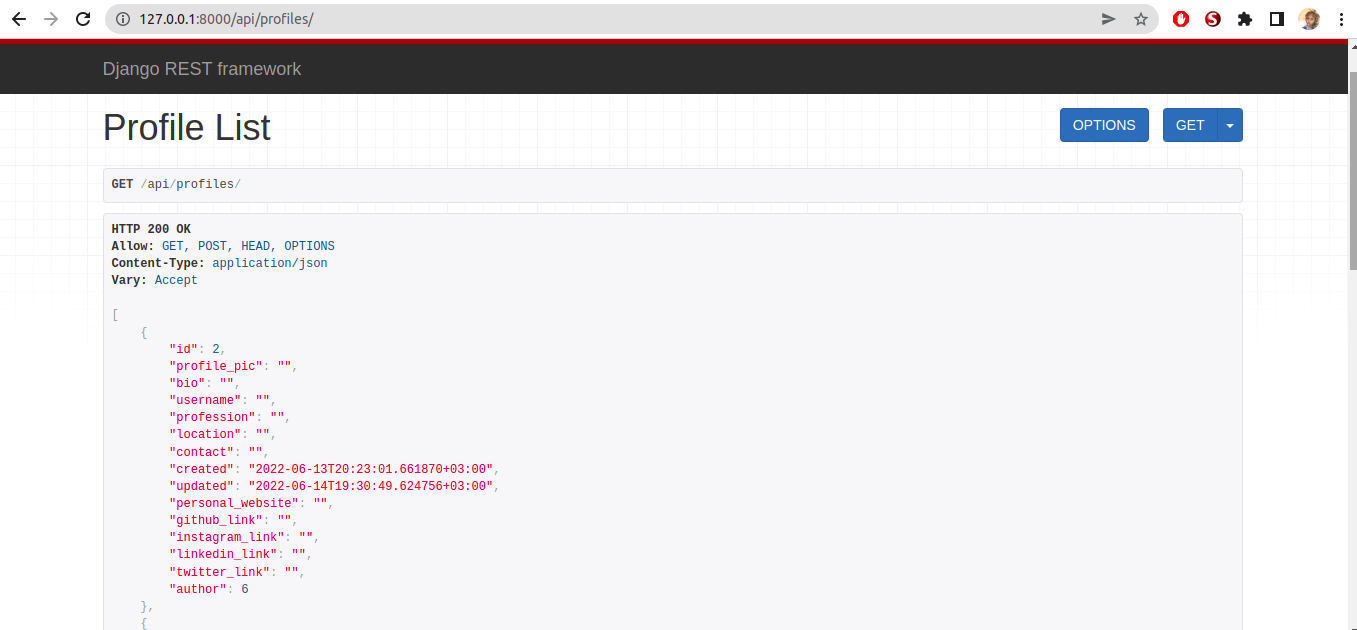 127.0.0.1:8000/api/profiles/
Django REST framework
Profile List
OPTIONS
GET
GET /api/profiles/
HTTP 200 OK
Allow: GET, POST, HEAD, OPTIONS
Content-Type: application/json
Vary: Accept
[
    {
        "id": 2,
        "profile_pic": "",
        "bio": "",
        "username": "",
        "profession": "",
        "location": "",
        "contact": "",
        "created": "2022-06-13T20:23:01.661870+03:00",
        "updated": "2022-06-14T19:30:49.624756+03:00",
        "personal_website": "",
        "github_link": "",
        "instagram_link": "",
        "linkedin_link": "",
        "twitter_link": "",
        "author": 6
    },
    {